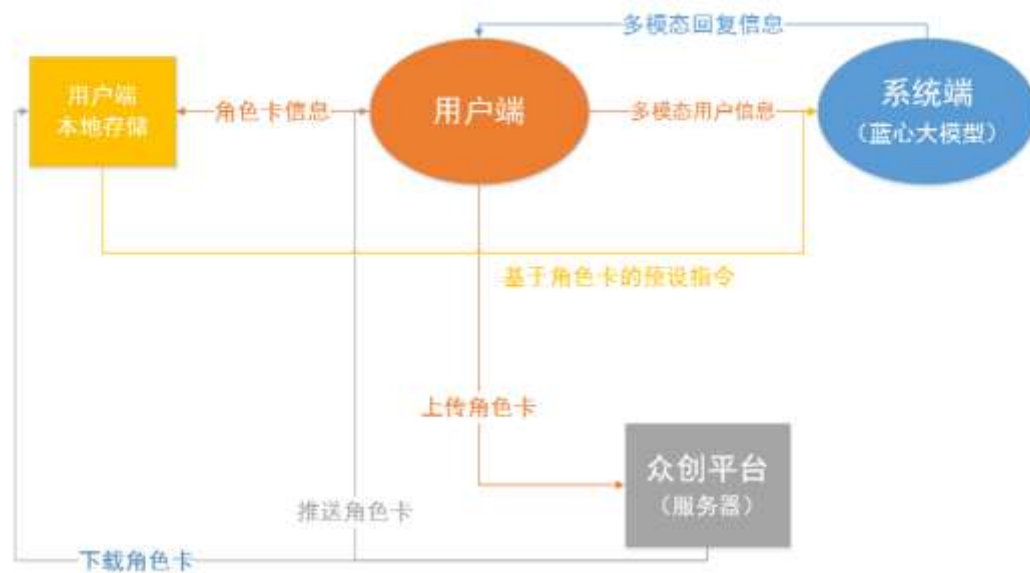 多模态回复信息
用户端
本地存储
角色卡信息
用户端
多模态用户信息
系统端
（蓝心大模型）
基于角色卡的预设指令
上传角色卡
众创平台
（服务器）
推送角色卡
下载角色卡